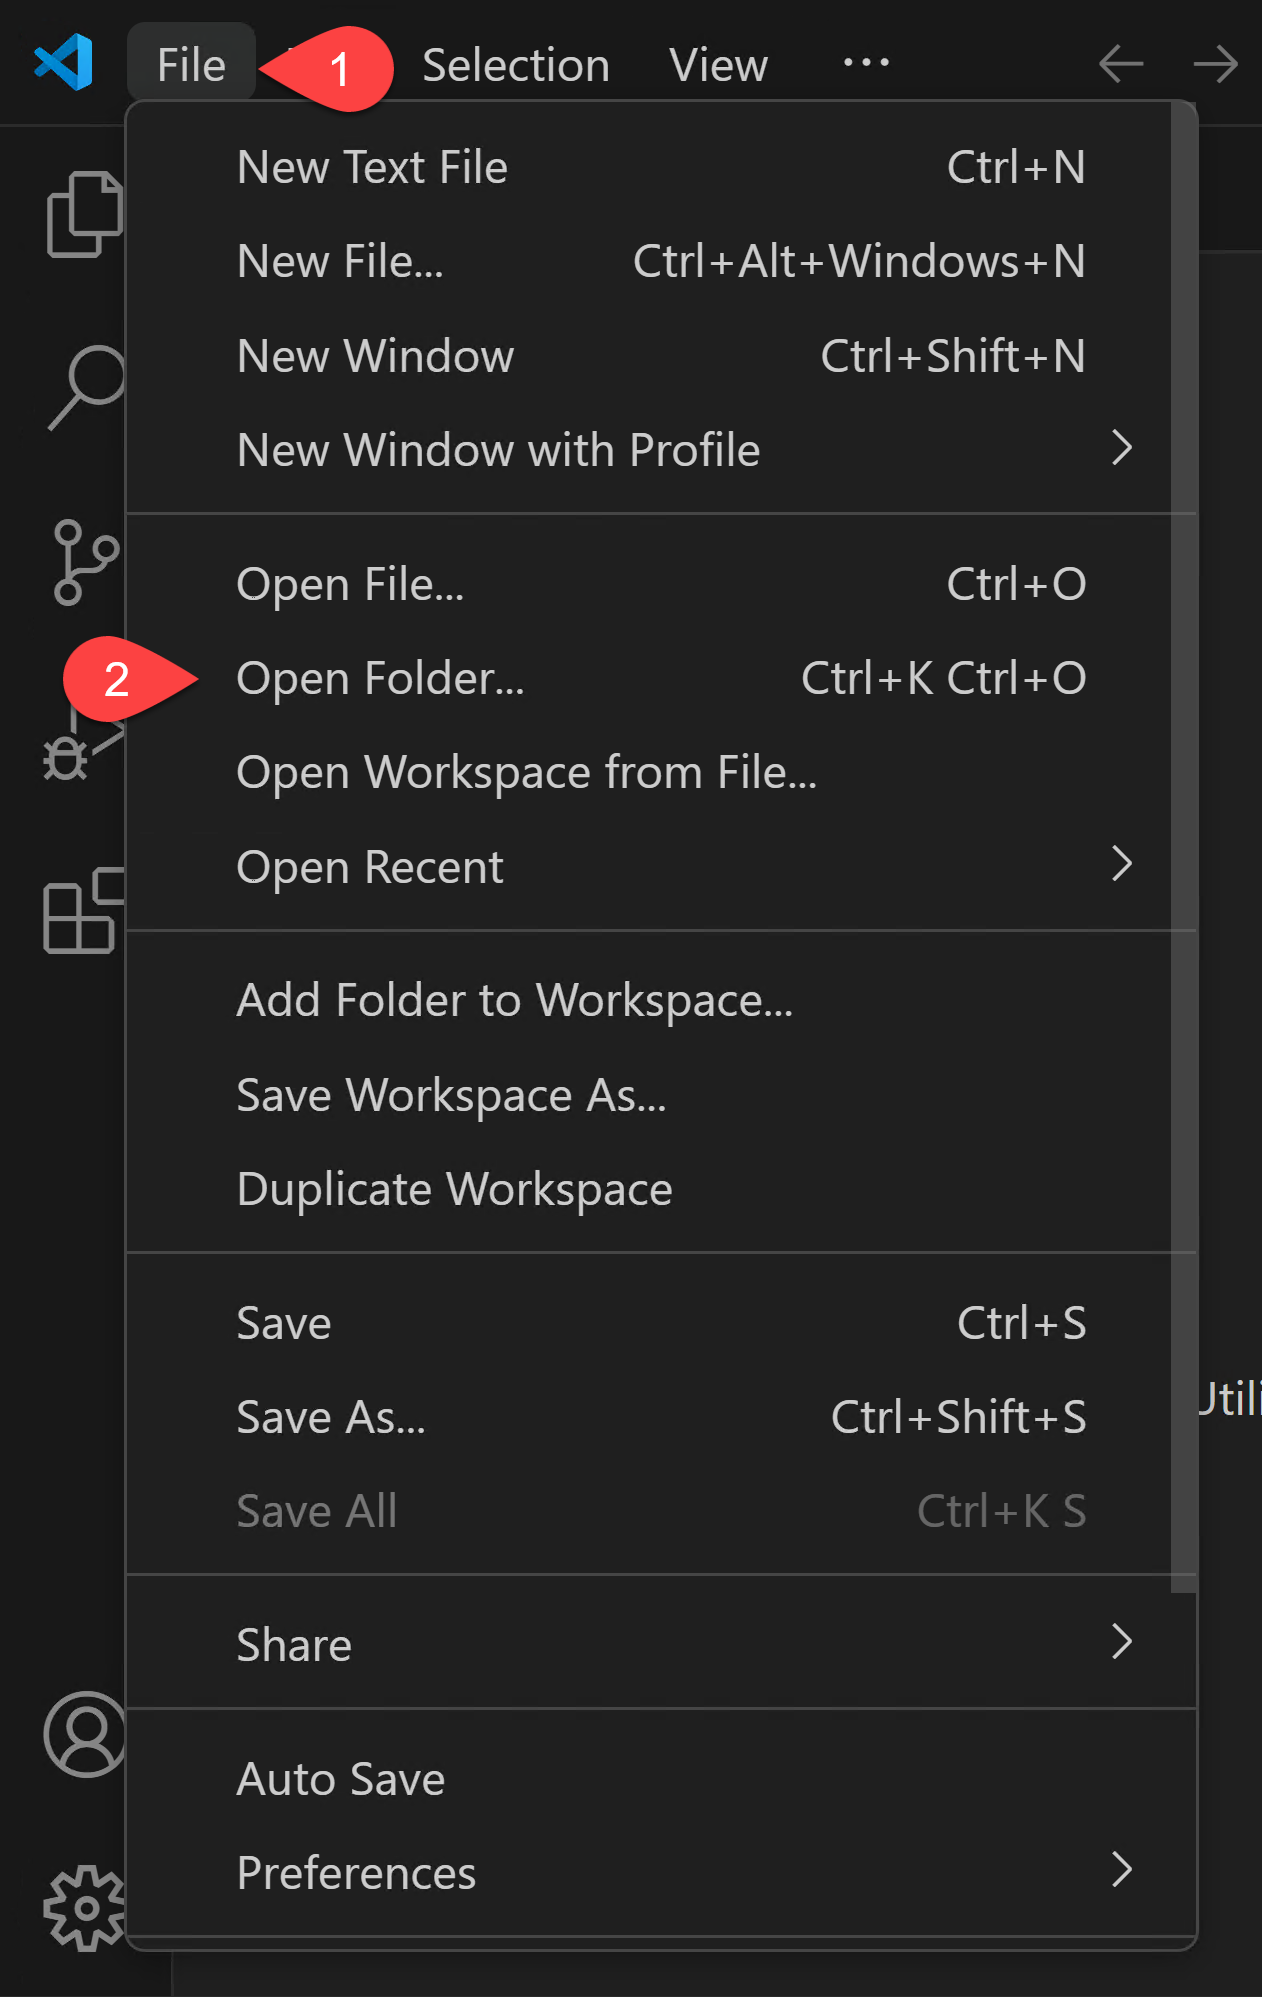 File 1 Selection View ...
New Text File Ctrl+N
New File... Ctrl+Alt+Windows+N
New Window Ctrl+Shift+N
New Window with Profile
Open File... Ctrl+O
2 Open Folder... Ctrl+K Ctrl+O
Open Workspace from File...
Open Recent
Add Folder to Workspace...
Save Workspace As...
Duplicate Workspace
Save Ctrl+S
Save As... Ctrl+Shift+S
Save All Ctrl+K S
Share
Auto Save
Preferences